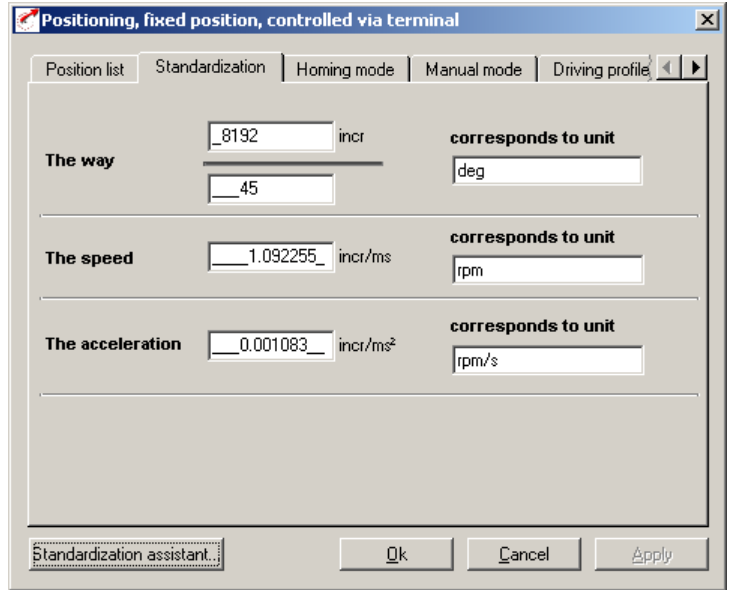 Positioning, fixed position, controlled via terminal
Position list Standardization Homing mode Manual mode Driving profile
_8192 incr corresponds to unit
The way deg
___45
corresponds to unit
The speed ____1.092255_ incr/ms rpm
corresponds to unit
The acceleration ___0.001083__ incr/ms² rpm/s
Standardization assistant.. Ok Cancel Apply